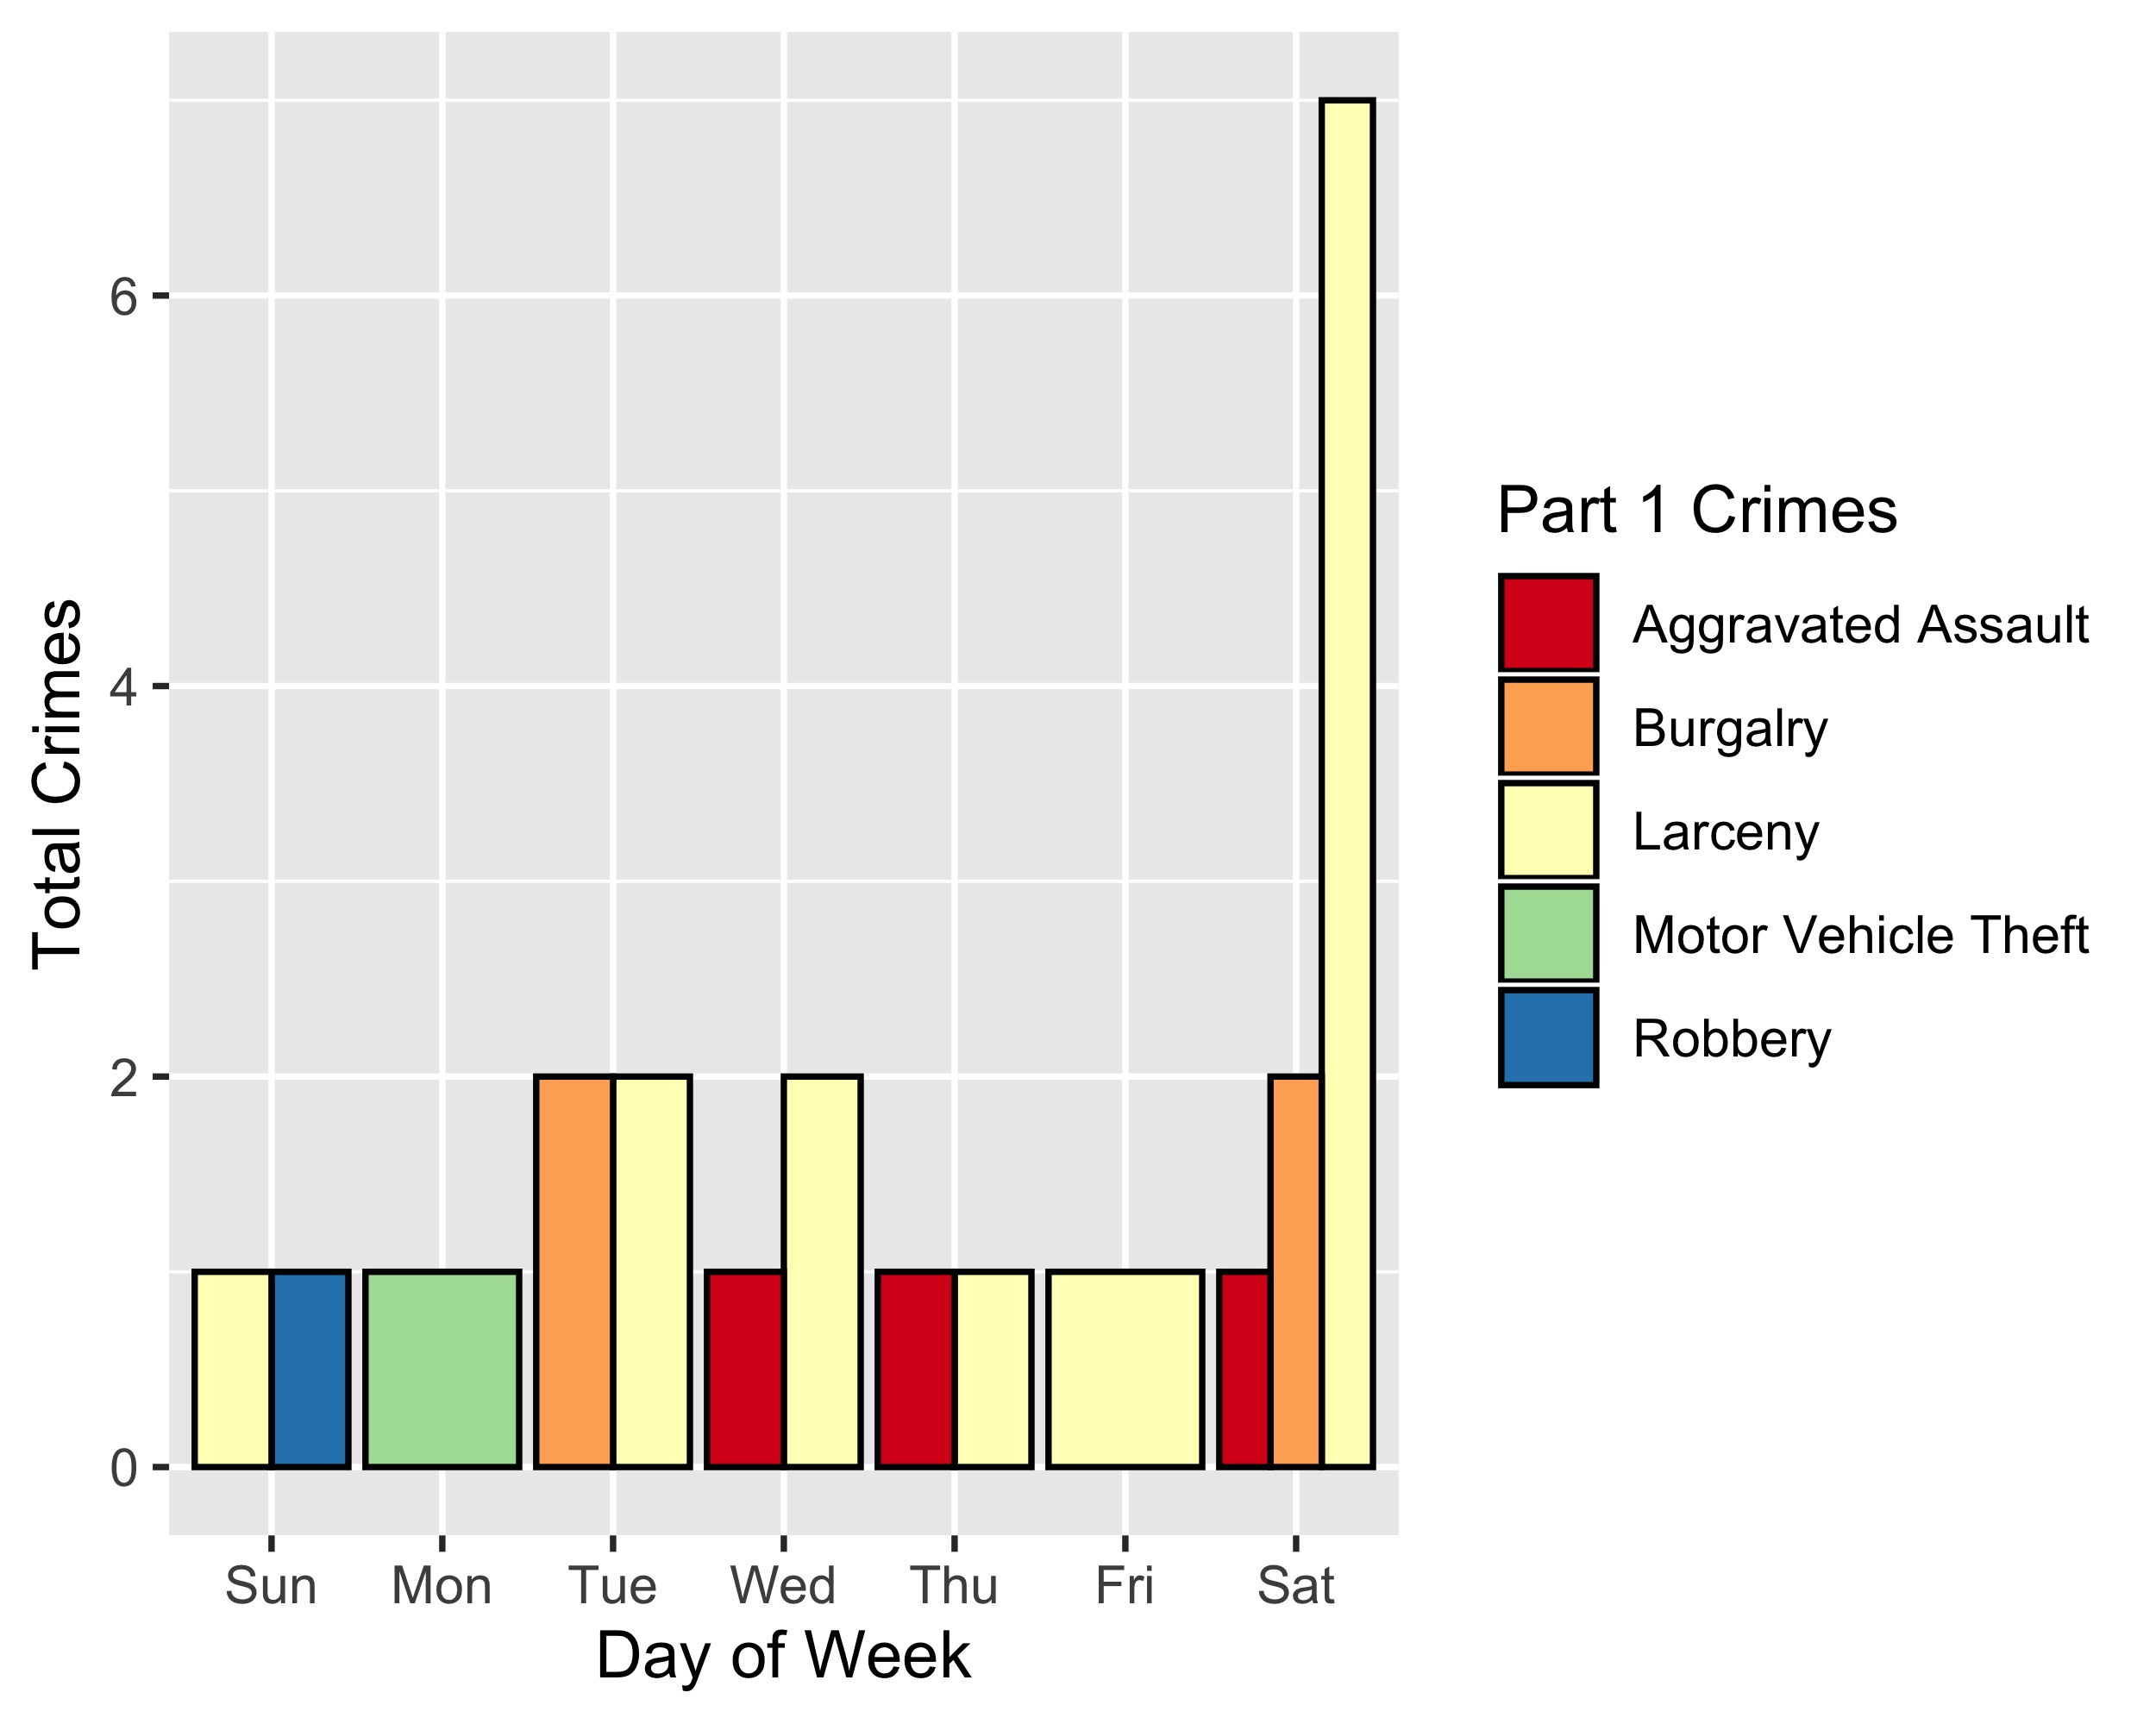 Total Crimes
6
4
2
0
Sun Mon Tue Wed Thu Fri Sat
Day of Week
Part 1 Crimes
Aggravated Assault
Burgalry
Larceny
Motor Vehicle Theft
Robbery